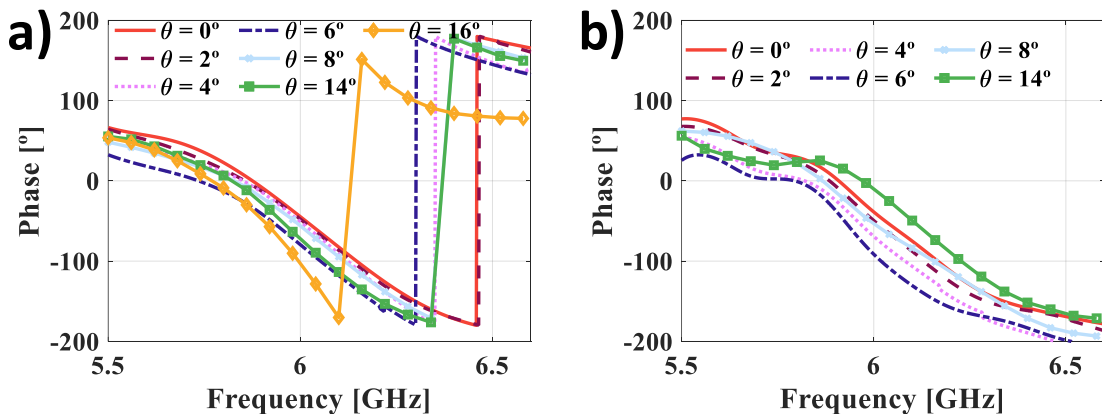 a)
200
100
0
-100
-200
Phase [º]
θ = 0º
θ = 6º
θ = 16º
θ = 2º
θ = 8º
θ = 4º
θ = 14º
5.5
6
6.5
Frequency [GHz]
b)
200
100
0
-100
-200
Phase [º]
θ = 0º
θ = 4º
θ = 8º
θ = 2º
θ = 6º
θ = 14º
5.5
6
6.5
Frequency [GHz]